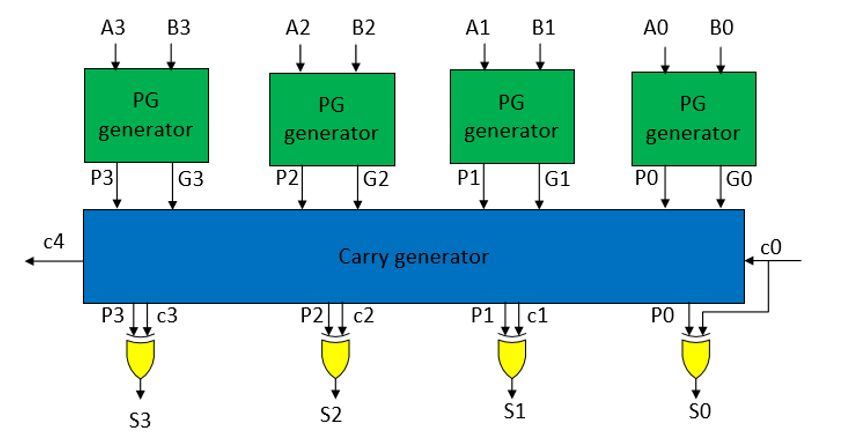 A3 B3 A2 B2 A1 B1 A0 B0
PG generator
PG generator
PG generator
PG generator
P3 G3 P2 G2 P1 G1 P0 G0
c4 Carry generator c0
P3 c3 P2 c2 P1 c1 P0
S3 S2 S1 S0